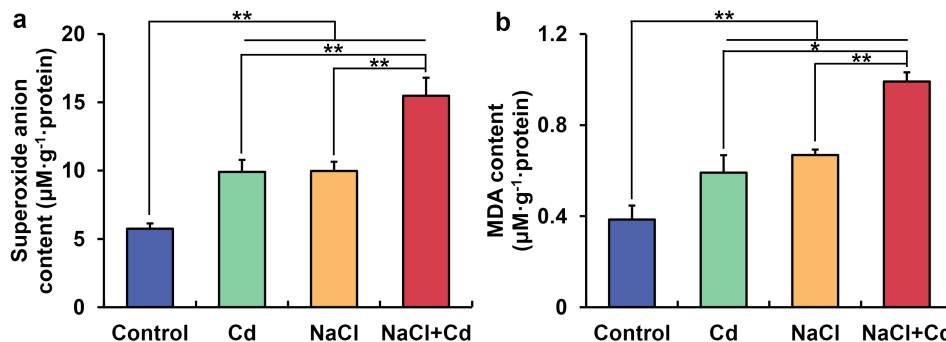 a
Superoxide anion
content (μM·g⁻¹·protein)
20
15
10
5
0
**
**
**
Control Cd NaCl NaCl+Cd
b
MDA content
(μM·g⁻¹·protein)
1.2
0.8
0.4
0
**
*
**
Control Cd NaCl NaCl+Cd